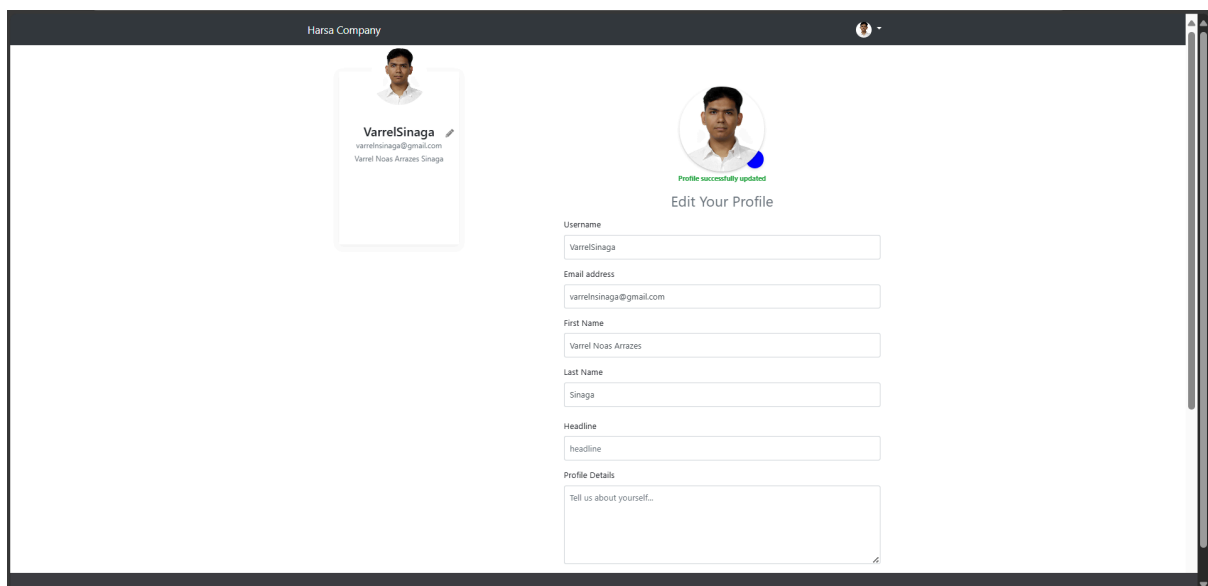 Harsa Company
VarrelSinaga
varrelnsinaga@gmail.com
Varrel Noas Arrazes Sinaga
Profile successfully updated
Edit Your Profile
Username
VarrelSinaga
Email address
varrelnsinaga@gmail.com
First Name
Varrel Noas Arrazes
Last Name
Sinaga
Headline
headline
Profile Details
Tell us about yourself...